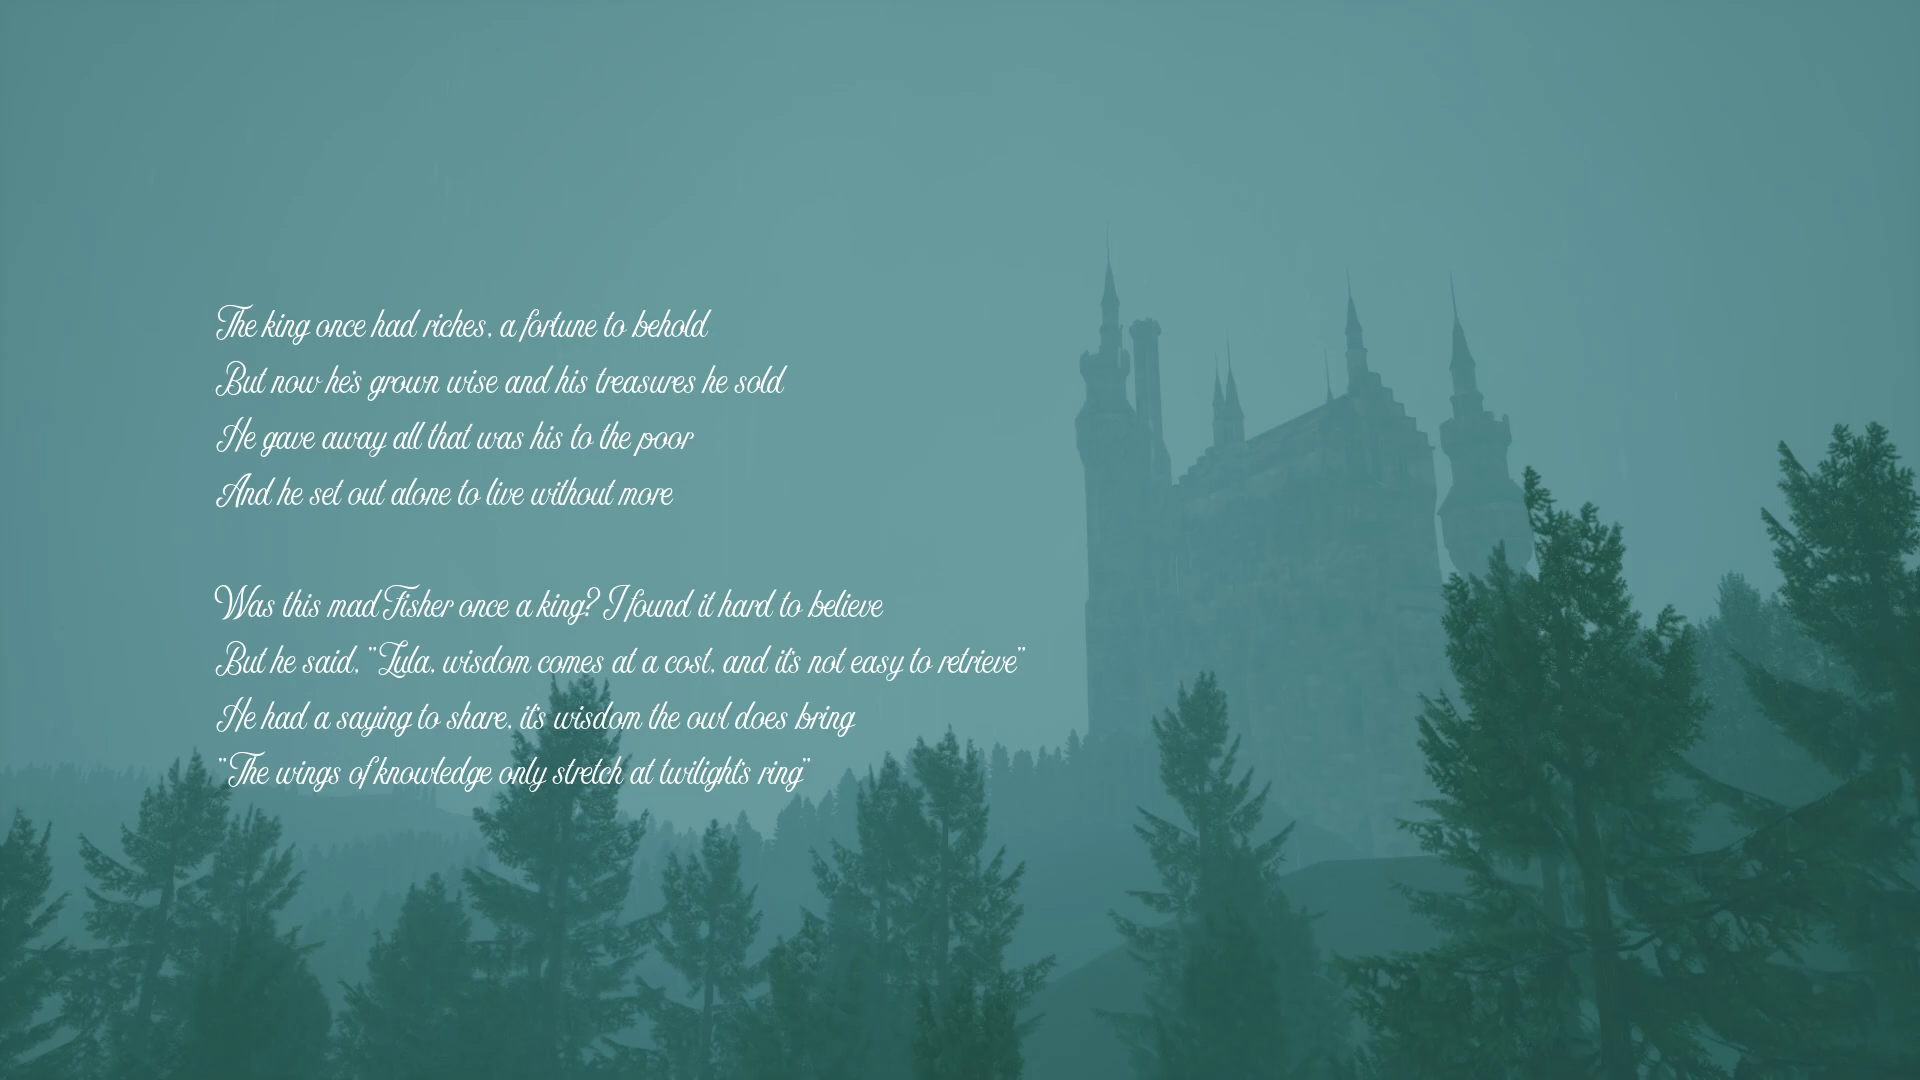 The king once had riches, a fortune to behold
But now he's grown wise and his treasures he sold
He gave away all that was his to the poor
And he set out alone to live without more
Was this mad Fisher once a king? I found it hard to believe
But he said, "Lula, wisdom comes at a cost, and it's not easy to retrieve"
He had a saying to share, it's wisdom the owl does bring
"The wings of knowledge only stretch at twilight's ring"